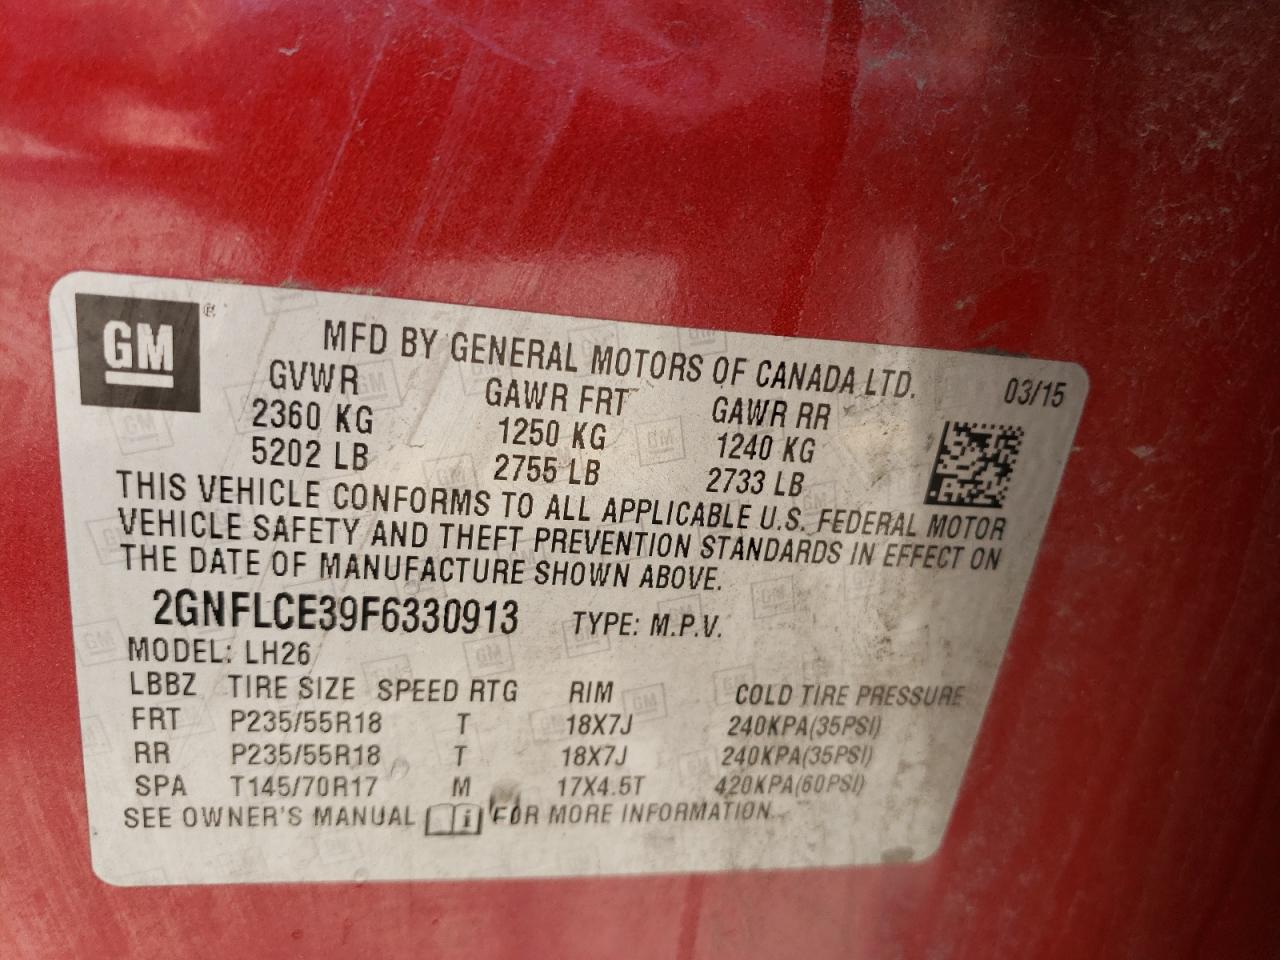 GM ®
MFD BY GENERAL MOTORS OF CANADA LTD.
03/15
GVWR GAWR FRT GAWR RR
2360 KG 1250 KG 1240 KG
5202 LB 2755 LB 2733 LB
THIS VEHICLE CONFORMS TO ALL APPLICABLE U.S. FEDERAL MOTOR
VEHICLE SAFETY AND THEFT PREVENTION STANDARDS IN EFFECT ON
THE DATE OF MANUFACTURE SHOWN ABOVE.
2GNFLCE39F6330913 TYPE: M.P.V.
MODEL: LH26
LBBZ TIRE SIZE SPEED RTG RIM COLD TIRE PRESSURE
FRT P235/55R18 T 18X7J 240KPA(35PSI)
RR P235/55R18 T 18X7J 240KPA(35PSI)
SPA T145/70R17 M 17X4.5T 420KPA(60PSI)
SEE OWNER'S MANUAL i FOR MORE INFORMATION.